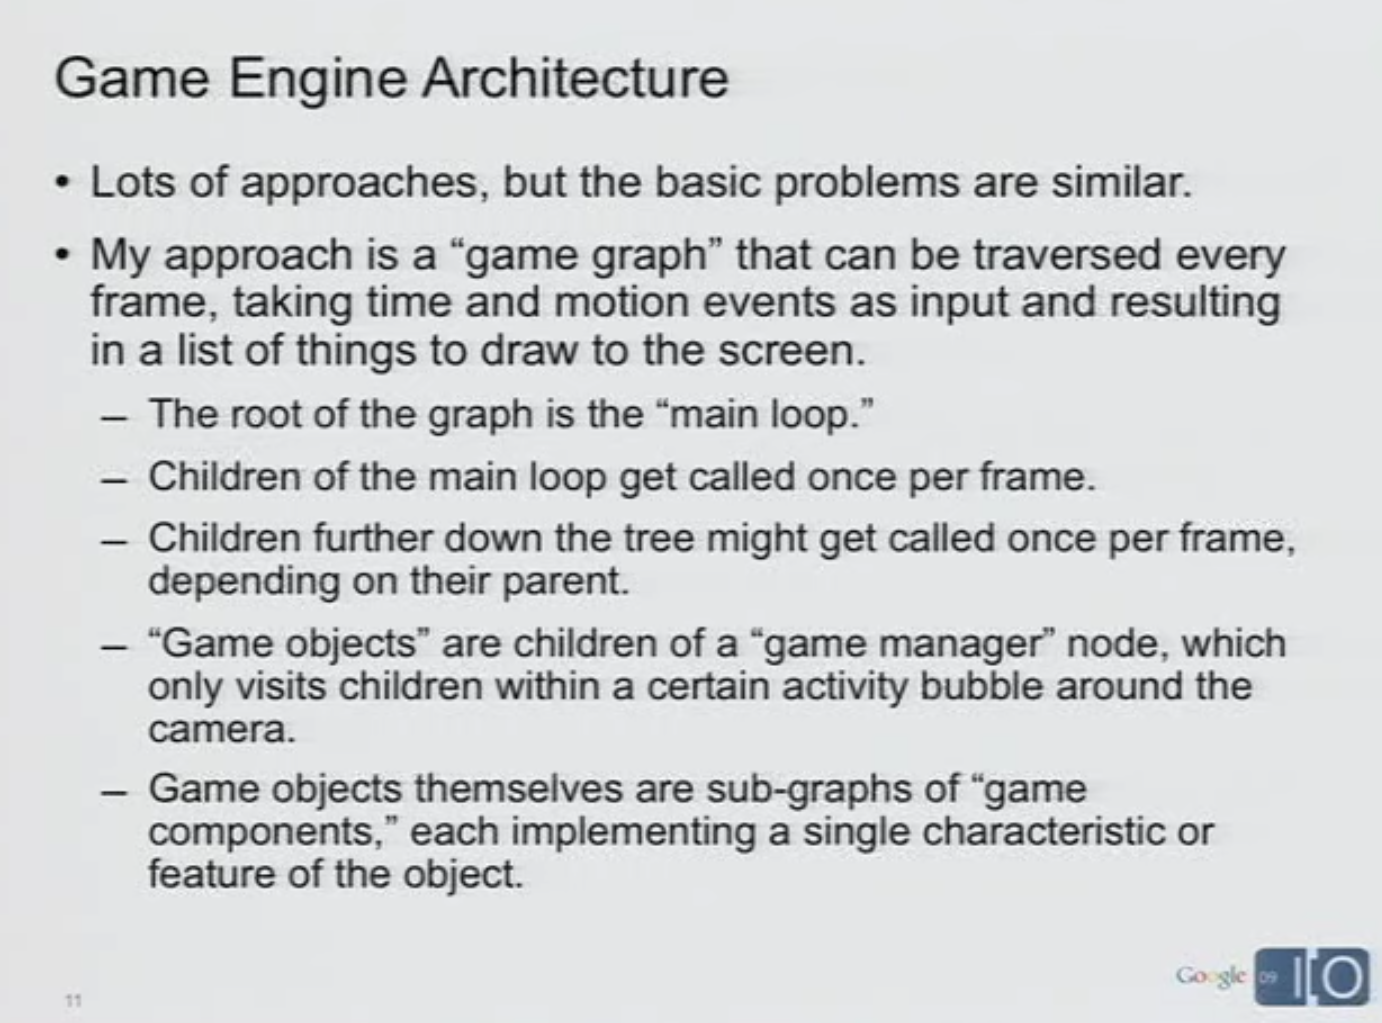 Game Engine Architecture
• Lots of approaches, but the basic problems are similar.
• My approach is a “game graph” that can be traversed every
frame, taking time and motion events as input and resulting
in a list of things to draw to the screen.
– The root of the graph is the “main loop.”
– Children of the main loop get called once per frame.
– Children further down the tree might get called once per frame,
depending on their parent.
– “Game objects” are children of a “game manager” node, which
only visits children within a certain activity bubble around the
camera.
– Game objects themselves are sub-graphs of “game
components,” each implementing a single characteristic or
feature of the object.
11
Google 09 IO